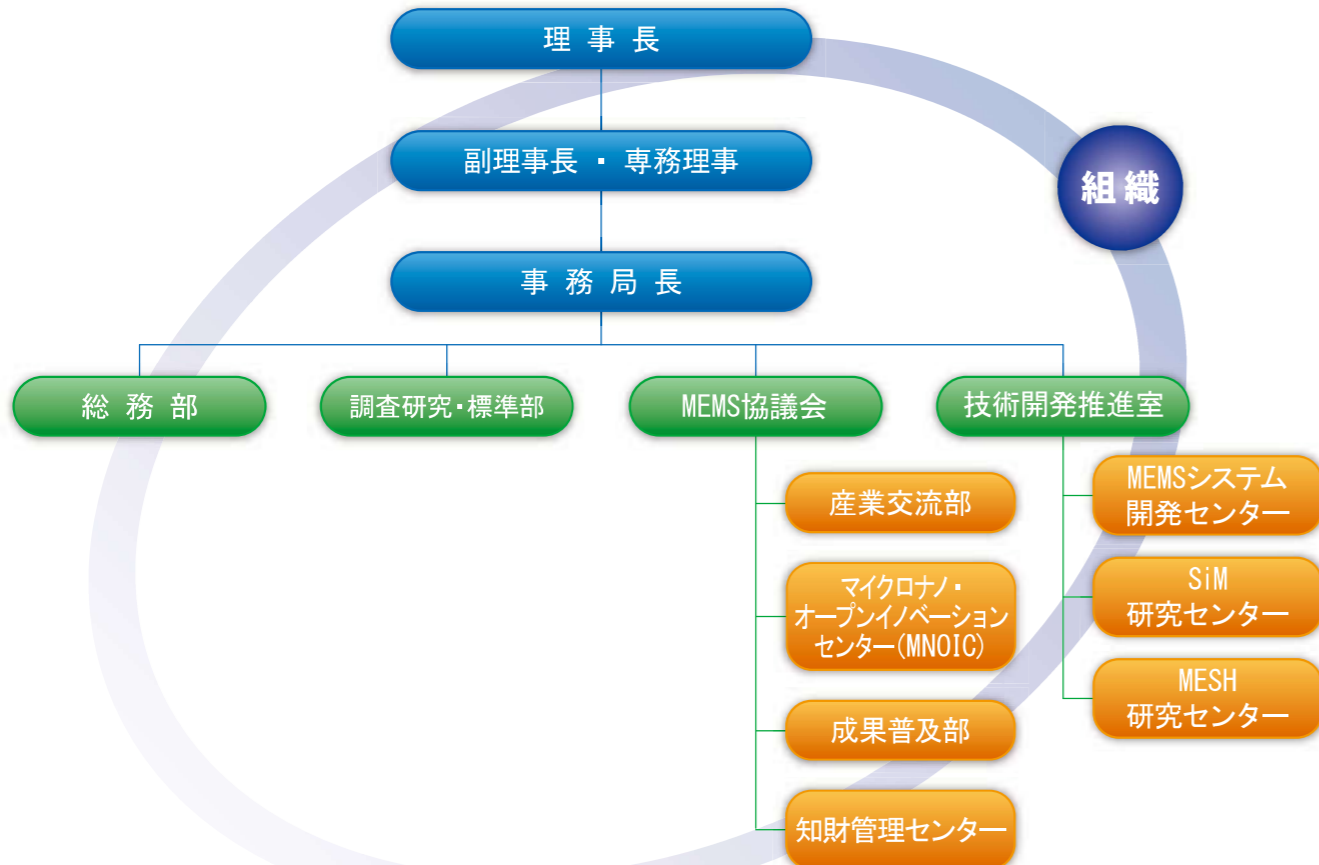 理事長
副理事長・専務理事
組織
事務局長
総務部
調査研究・標準部
MEMS協議会
技術開発推進室
産業交流部
マイクロナノ・
オープンイノベーション
センター(MNOIC)
成果普及部
知財管理センター
MEMSシステム
開発センター
SiM
研究センター
MESH
研究センター